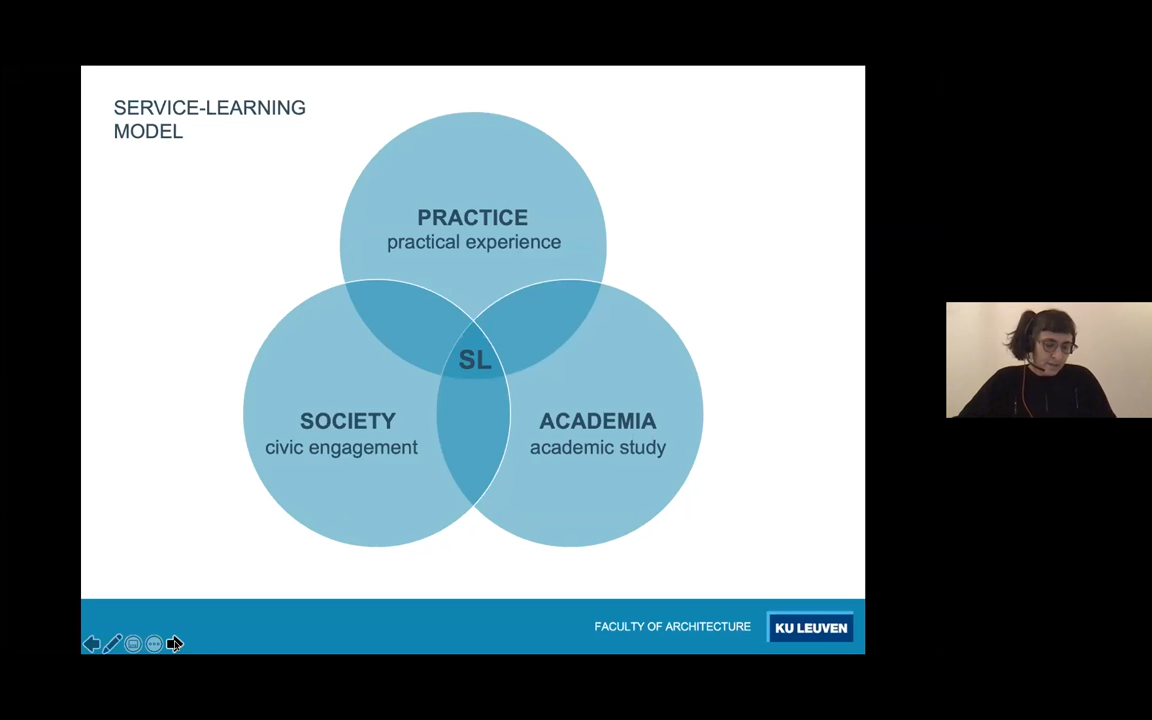 SERVICE-LEARNING
MODEL
PRACTICE
practical experience
SL
SOCIETY
civic engagement
ACADEMIA
academic study
FACULTY OF ARCHITECTURE
KU LEUVEN